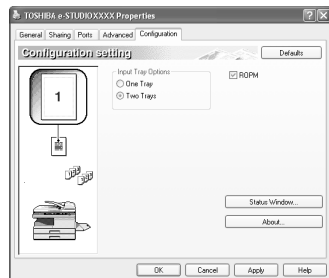 TOSHIBA e-STUDIOXXXX Properties
General Sharing Ports Advanced Configuration
Configuration setting
Defaults
1
Input Tray Options
One Tray
Two Trays
ROPM
Status Window...
About...
OK Cancel Apply Help